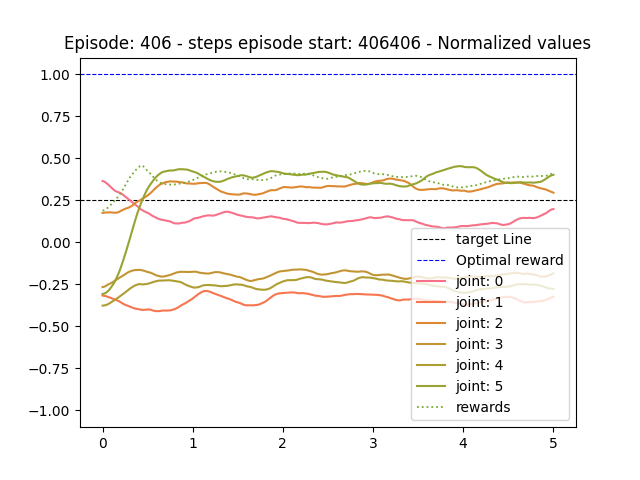 Episode: 406 - steps episode start: 406406 - Normalized values
1.00
0.75
0.50
0.25
0.00
−0.25
−0.50
−0.75
−1.00
0 1 2 3 4 5
target Line
Optimal reward
joint: 0
joint: 1
joint: 2
joint: 3
joint: 4
joint: 5
rewards